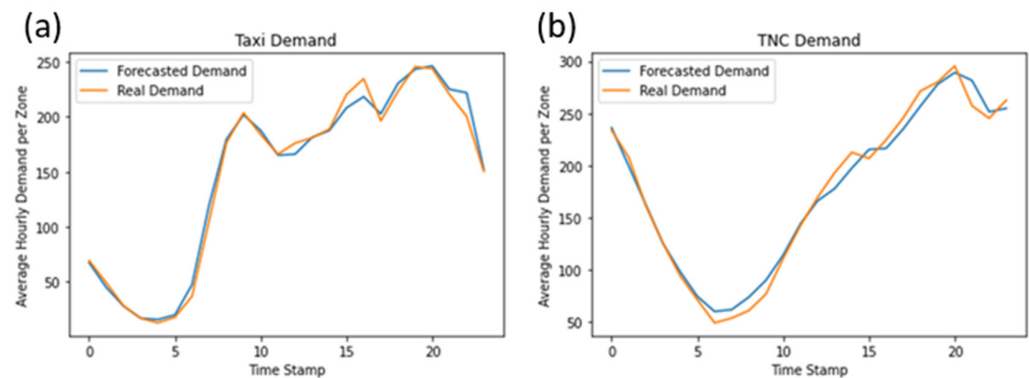 (a)
Taxi Demand
Forecasted Demand
Real Demand
Average Hourly Demand per Zone
250
200
150
100
50
0 5 10 15 20
Time Stamp
(b)
TNC Demand
Forecasted Demand
Real Demand
Average Hourly Demand per Zone
300
250
200
150
100
50
0 5 10 15 20
Time Stamp